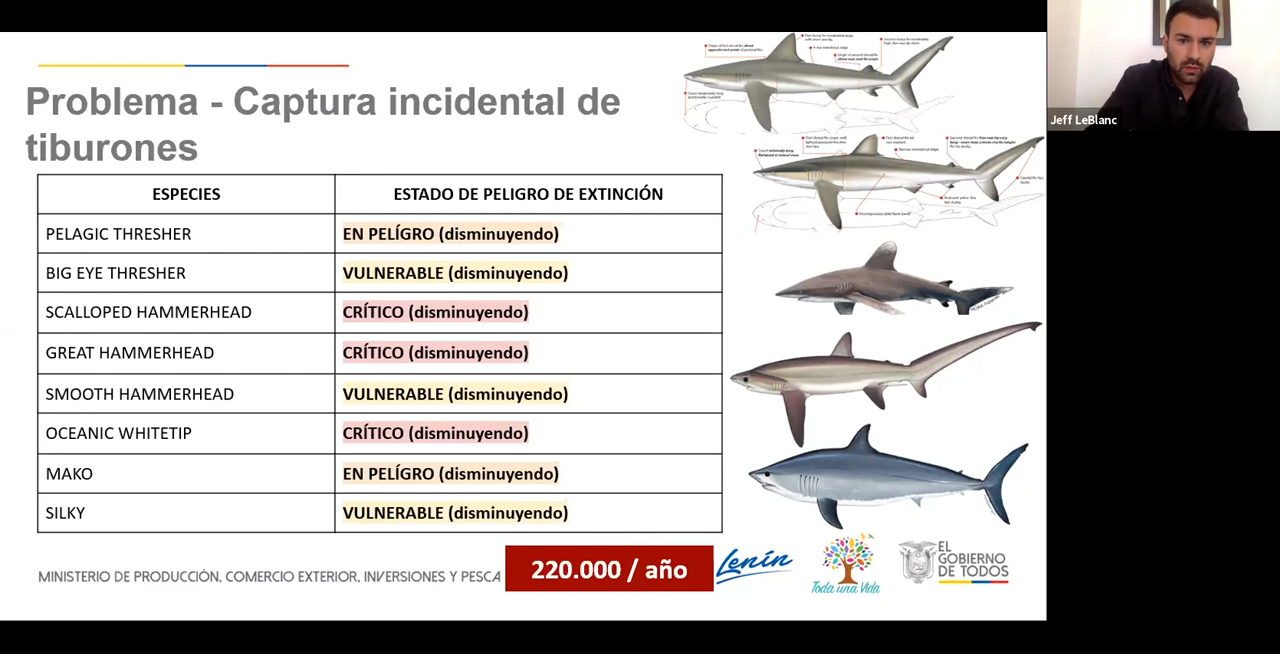 Problema - Captura incidental de
tiburones
ESPECIES ESTADO DE PELIGRO DE EXTINCIÓN
PELAGIC THRESHER EN PELÍGRO (disminuyendo)
BIG EYE THRESHER VULNERABLE (disminuyendo)
SCALLOPED HAMMERHEAD CRÍTICO (disminuyendo)
GREAT HAMMERHEAD CRÍTICO (disminuyendo)
SMOOTH HAMMERHEAD VULNERABLE (disminuyendo)
OCEANIC WHITETIP CRÍTICO (disminuyendo)
MAKO EN PELÍGRO (disminuyendo)
SILKY VULNERABLE (disminuyendo)
MINISTERIO DE PRODUCCIÓN, COMERCIO EXTERIOR, INVERSIONES Y PESCA
220.000 / año
Lenín
Toda una Vida
EL
GOBIERNO
DE TODOS
Jeff LeBlanc